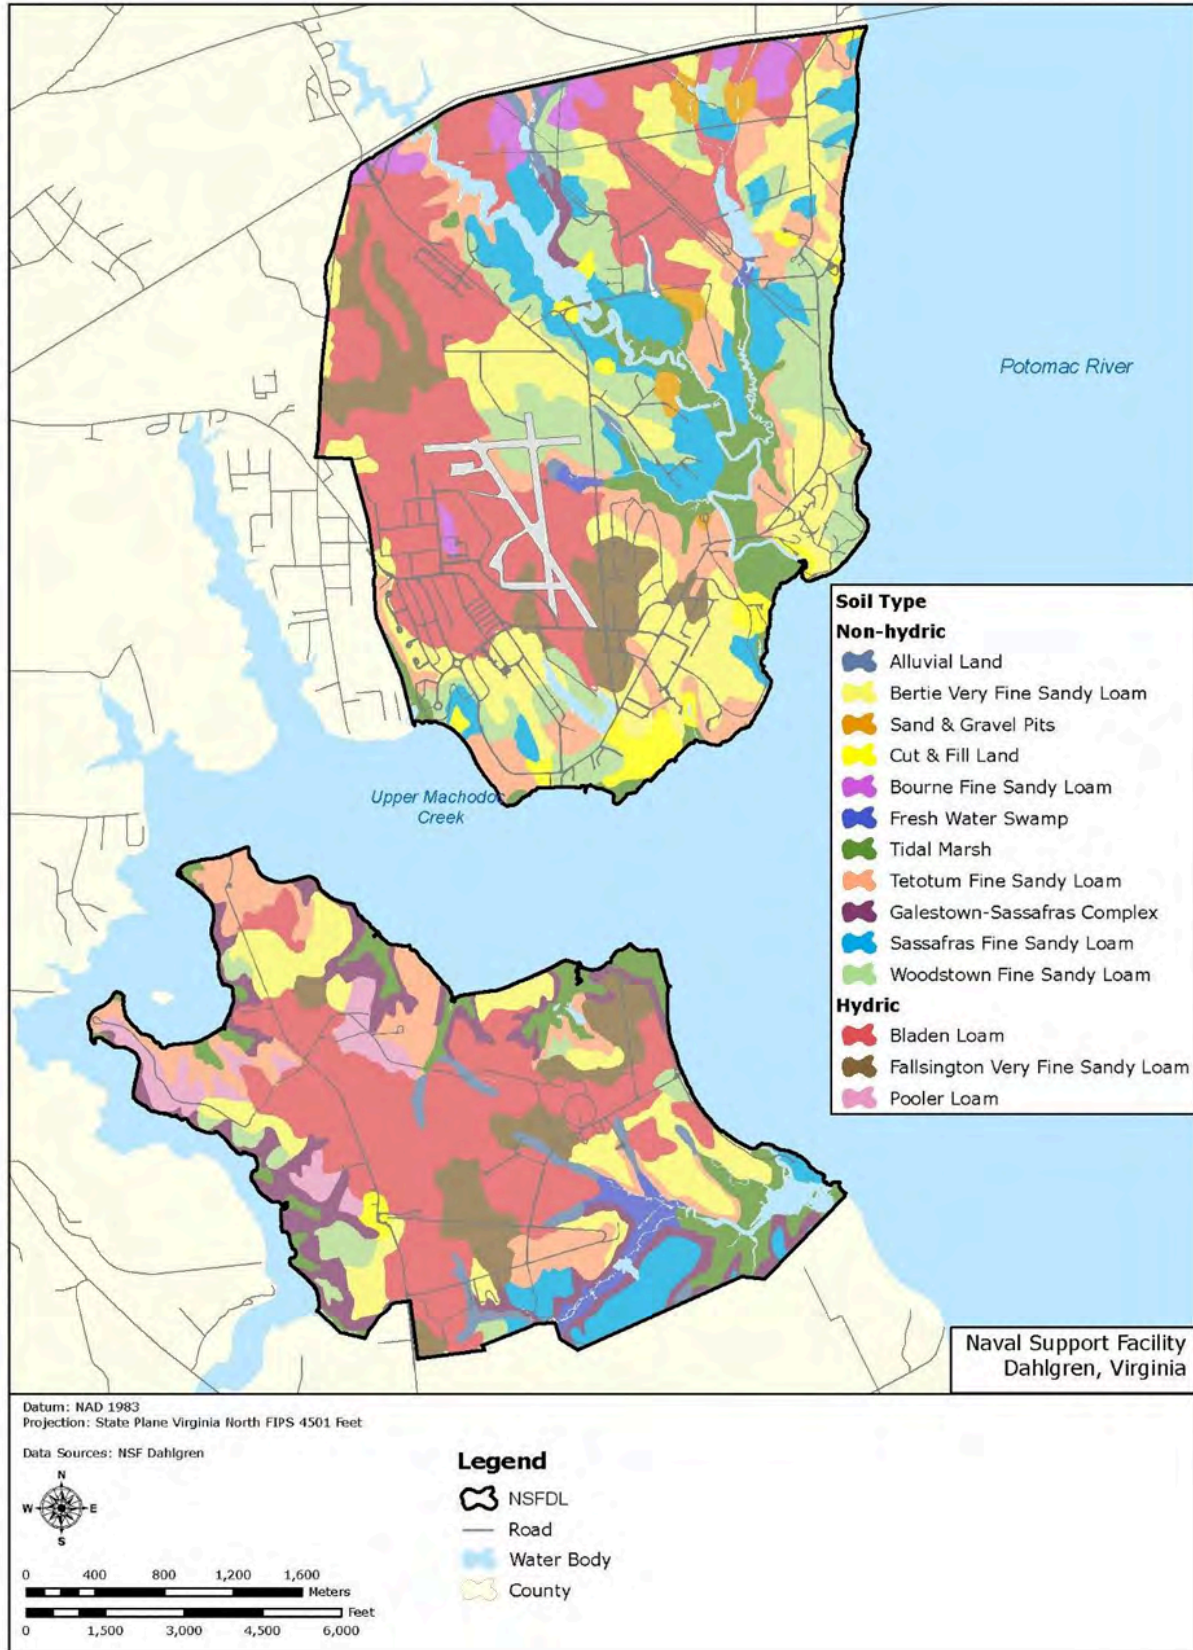 Potomac River
Upper Machodoc
Creek
Soil Type
Non-hydric
Alluvial Land
Bertie Very Fine Sandy Loam
Sand & Gravel Pits
Cut & Fill Land
Bourne Fine Sandy Loam
Fresh Water Swamp
Tidal Marsh
Tetotum Fine Sandy Loam
Galestown-Sassafras Complex
Sassafras Fine Sandy Loam
Woodstown Fine Sandy Loam
Hydric
Bladen Loam
Fallsington Very Fine Sandy Loam
Pooler Loam
Naval Support Facility
Dahlgren, Virginia
Datum: NAD 1983
Projection: State Plane Virginia North FIPS 4501 Feet
Data Sources: NSF Dahlgren
N
W E
S
0 400 800 1,200 1,600
Meters
Feet
0 1,500 3,000 4,500 6,000
Legend
NSFDL
Road
Water Body
County